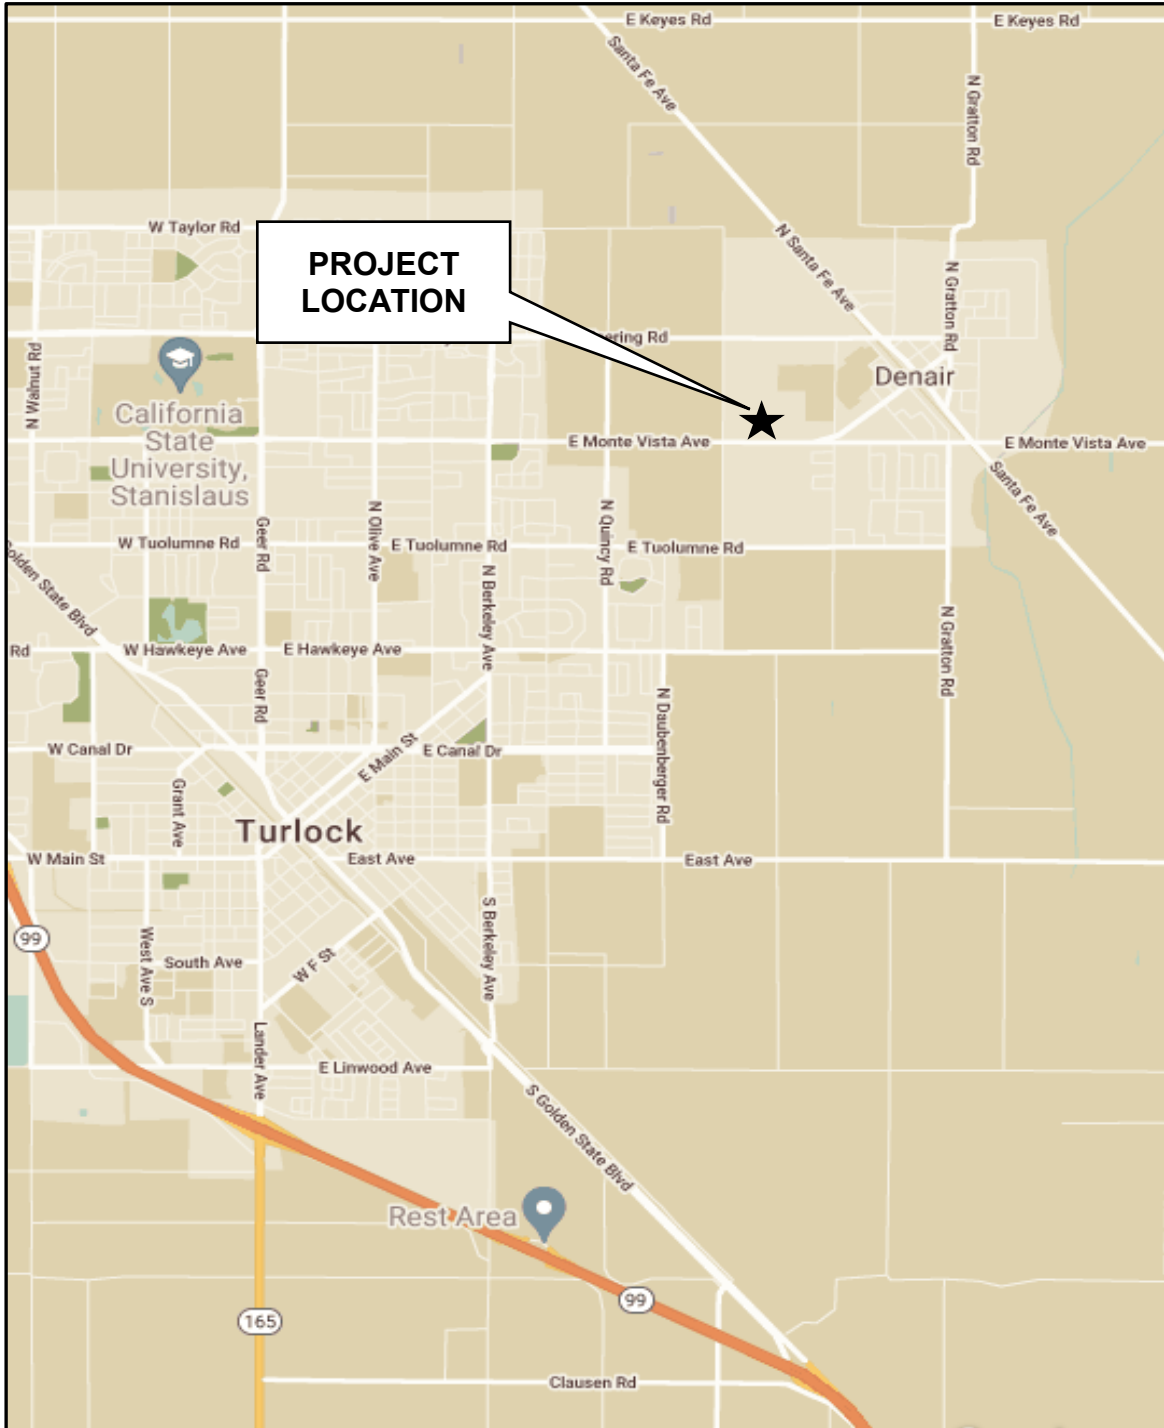 E Keyes Rd
E Keyes Rd
Santa Fe Ave
N Gratton Rd
W Taylor Rd
PROJECT
LOCATION
N Santa Fe Ave
N Gratton Rd
ering Rd
N Walnut Rd
Denair
California
State
University,
Stanislaus
E Monte Vista Ave
E Monte Vista Ave
Santa Fe Ave
Geer Rd
N Olive Ave
N Quincy Rd
W Tuolumne Rd
E Tuolumne Rd
E Tuolumne Rd
Golden State Blvd
N Berkeley Ave
N Gratton Rd
Rd
W Hawkeye Ave
E Hawkeye Ave
Geer Rd
N Daubenberger Rd
W Canal Dr
E Main St
E Canal Dr
Grant Ave
Turlock
W Main St
East Ave
East Ave
99
West Ave S
South Ave
W F St
S Berkeley Ave
Lander Ave
E Linwood Ave
S Golden State Blvd
Rest Area
99
165
Clausen Rd